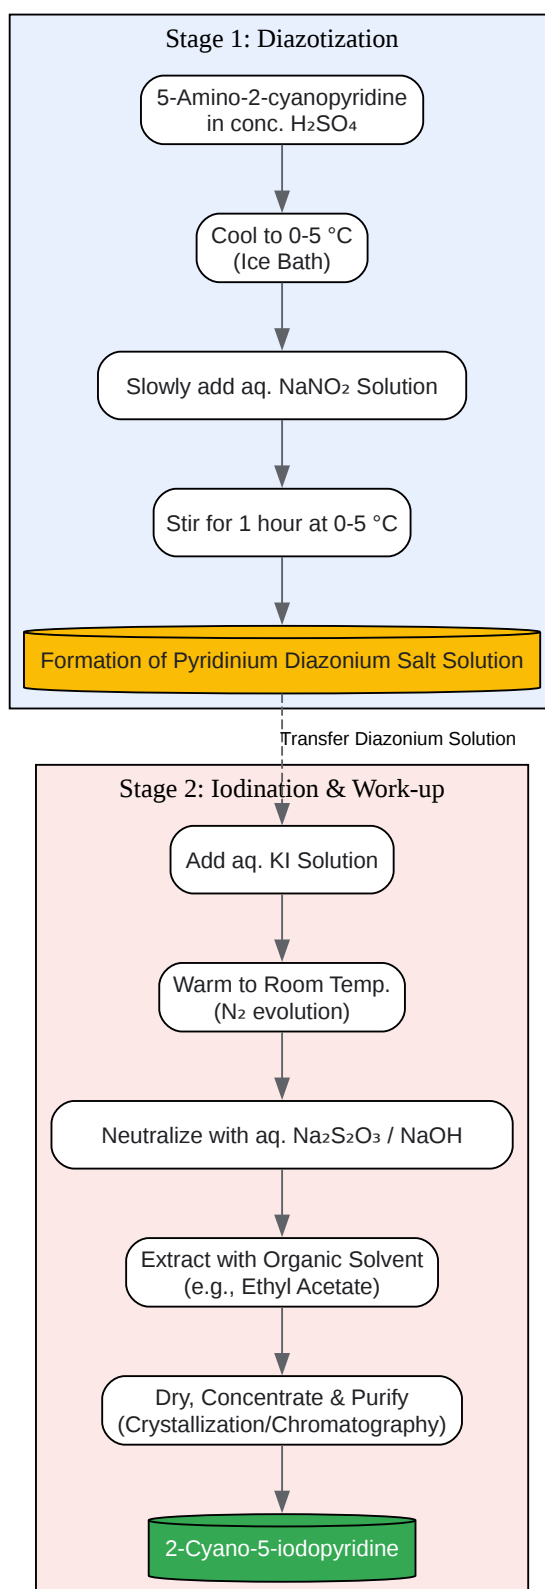 Stage 1: Diazotization
5-Amino-2-cyanopyridine
in conc. H₂SO₄
Cool to 0-5 °C
(Ice Bath)
Slowly add aq. NaNO₂ Solution
Stir for 1 hour at 0-5 °C
Formation of Pyridinium Diazonium Salt Solution
Transfer Diazonium Solution
Stage 2: Iodination & Work-up
Add aq. KI Solution
Warm to Room Temp.
(N₂ evolution)
Neutralize with aq. Na₂S₂O₃ / NaOH
Extract with Organic Solvent
(e.g., Ethyl Acetate)
Dry, Concentrate & Purify
(Crystallization/Chromatography)
2-Cyano-5-iodopyridine